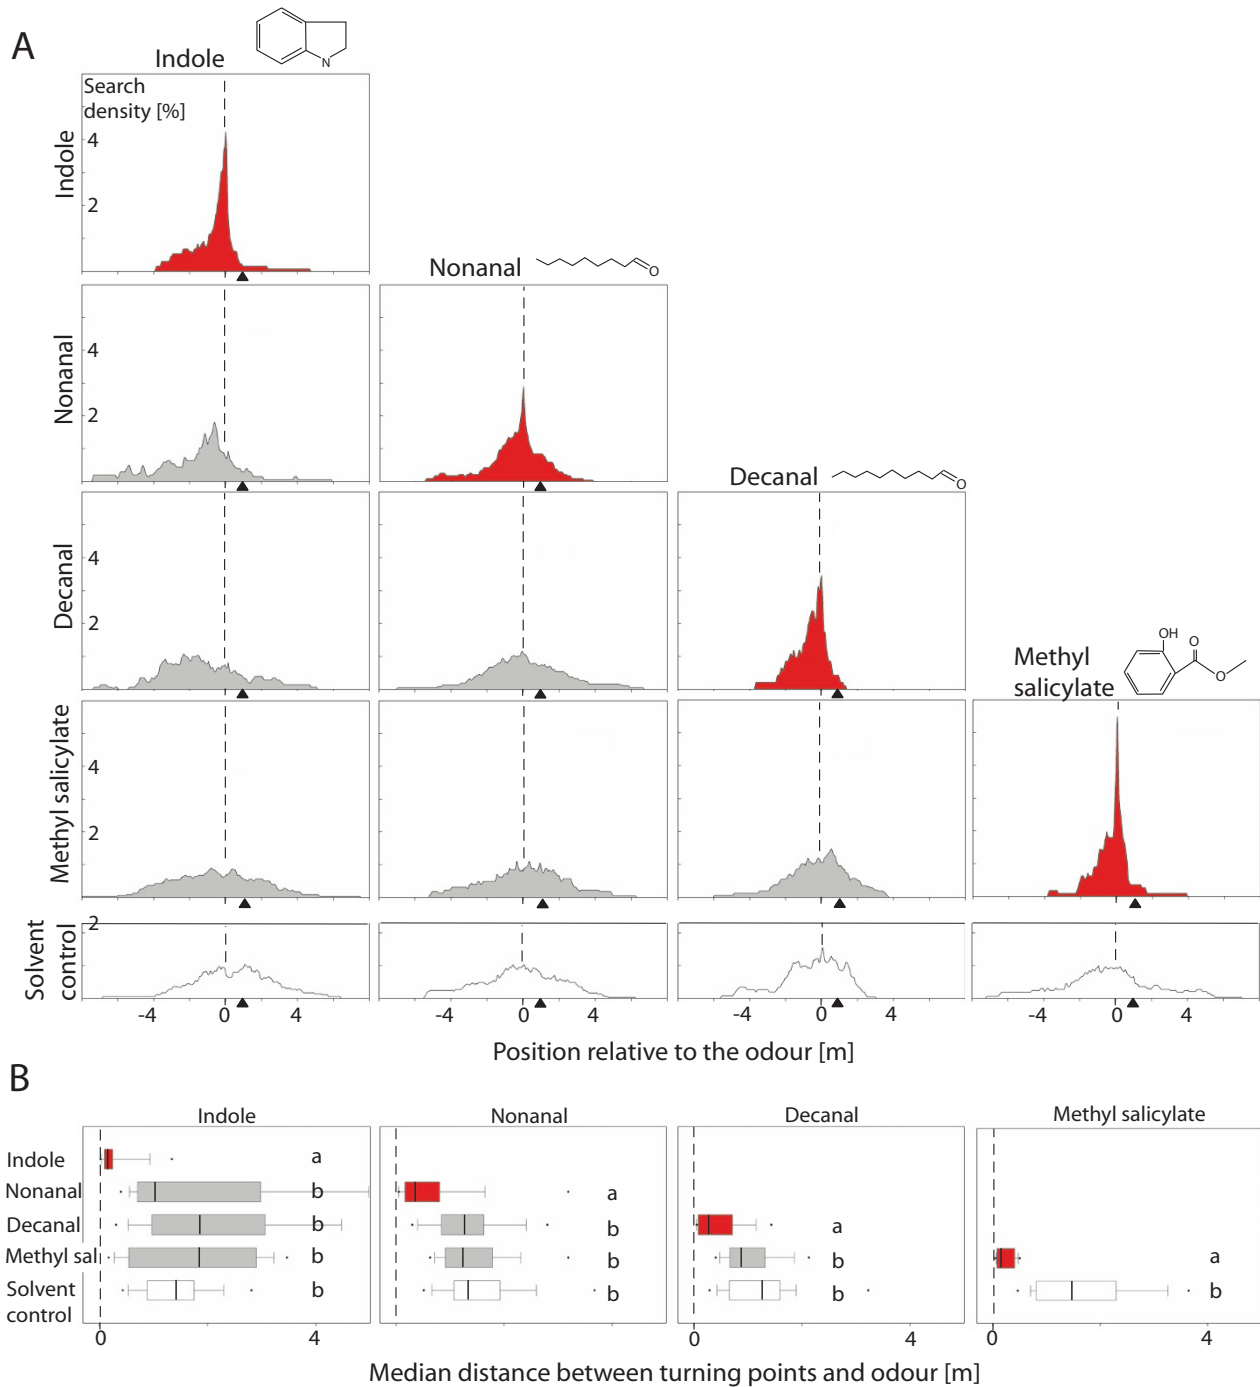 A
Indole
N
Search
density [%]
Indole
4
2
Nonanal
O
Nonanal
4
2
Decanal
O
Decanal
4
2
Methyl
salicylate
OH
O
O
Methyl salicylate
4
2
Solvent
control
2
-4 0 4 -4 0 4 -4 0 4 -4 0 4
Position relative to the odour [m]
B
Indole Nonanal Decanal Methyl salicylate
Indole a
Nonanal b a
Decanal b b a
Methyl sal b b b a
Solvent
control
b b b b
0 4 0 4 0 4
Median distance between turning points and odour [m]